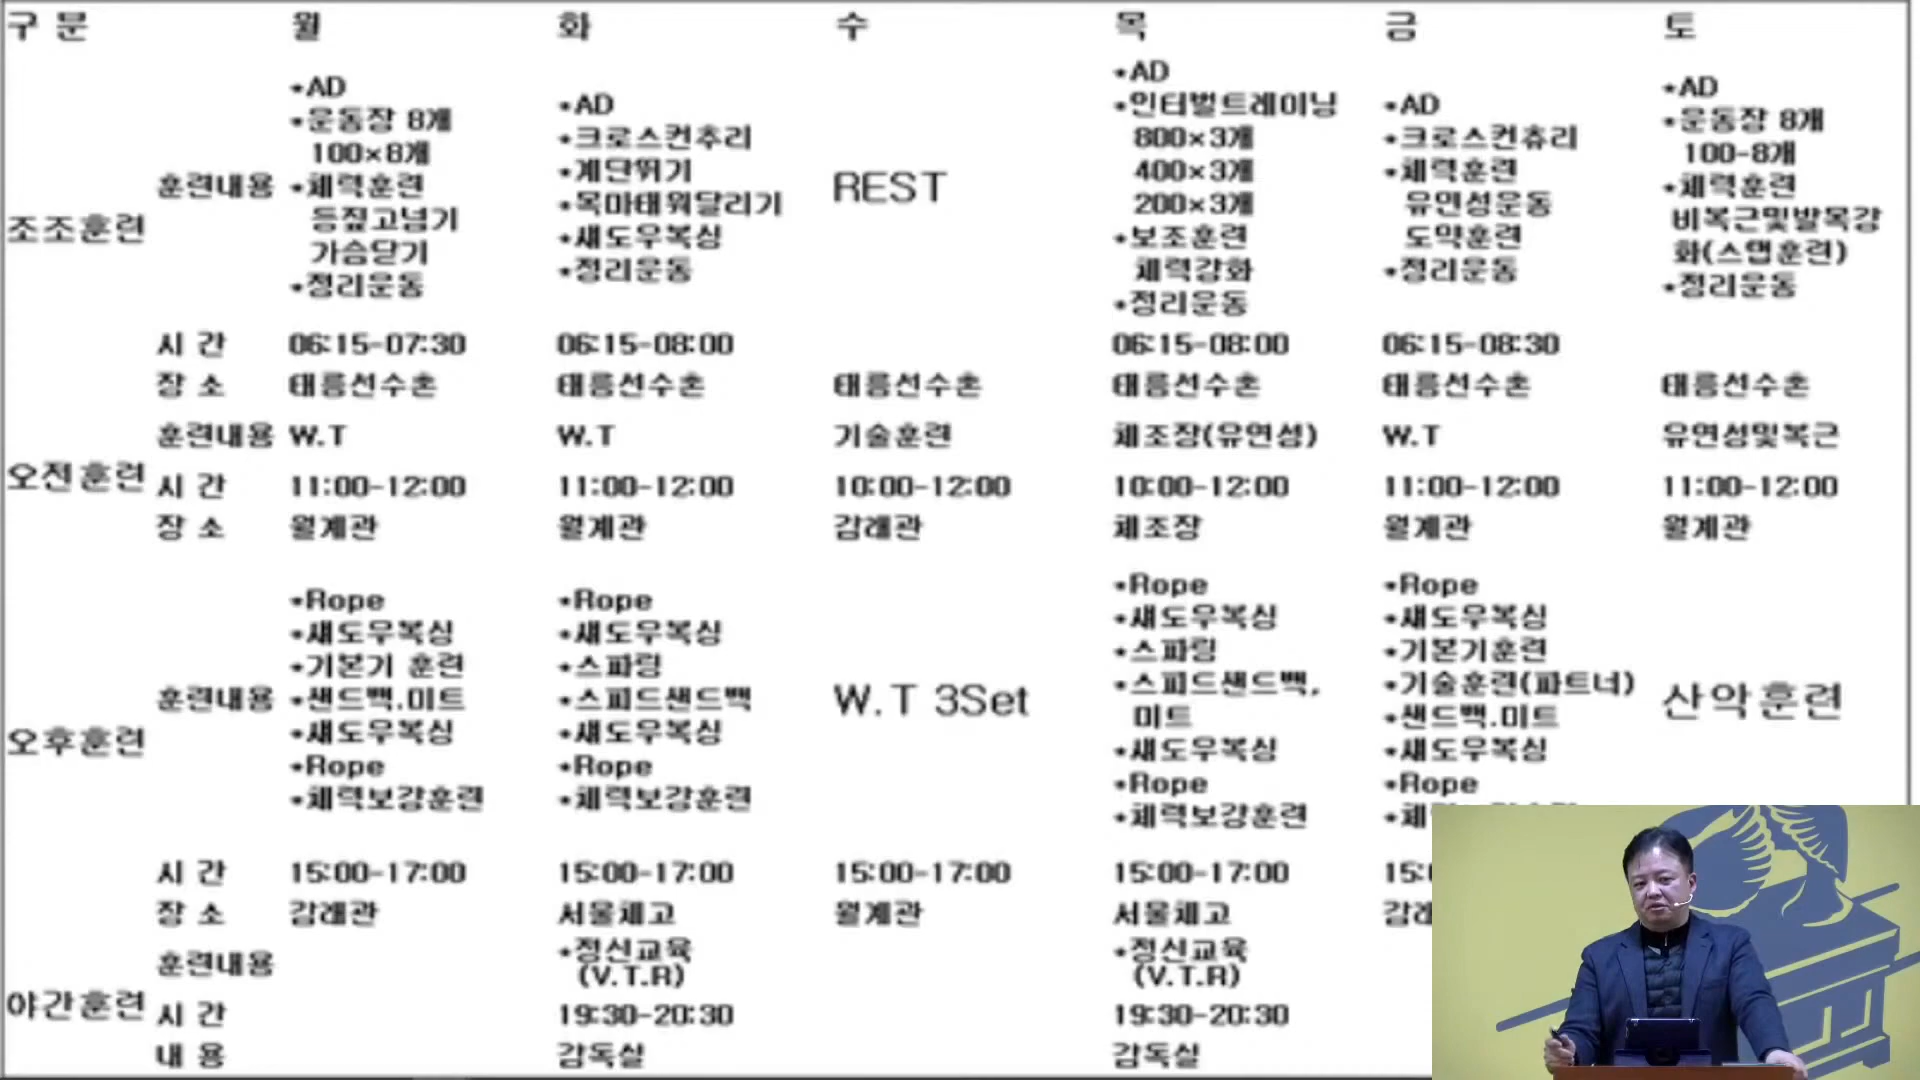 구 분 월 화 수 목 금 토
조조훈련
훈련내용
*AD
*운동장 8개
100×8개
*체력훈련
등짚고넘기
가슴닫기
*정리운동
*AD
*크로스컨추리
*계단뛰기
*목마태워달리기
*섀도우복싱
*정리운동
REST
*AD
*인터벌트레이닝
800×3개
400×3개
200×3개
*보조훈련
체력강화
*정리운동
*AD
*크로스컨츄리
*체력훈련
유연성운동
도약훈련
*정리운동
*AD
*운동장 8개
100-8개
*체력훈련
비복근및발목강
화(스탭훈련)
*정리운동
시 간 06:15-07:30 06:15-08:00 06:15-08:00 06:15-08:30
장 소 태릉선수촌 태릉선수촌 태릉선수촌 태릉선수촌 태릉선수촌 태릉선수촌
오전훈련
훈련내용 W.T W.T 기술훈련 체조장(유연성) W.T 유연성및복근
시 간 11:00-12:00 11:00-12:00 10:00-12:00 10:00-12:00 11:00-12:00 11:00-12:00
장 소 월계관 월계관 감래관 체조장 월계관 월계관
오후훈련
훈련내용
*Rope
*섀도우복싱
*기본기 훈련
*샌드백.미트
*섀도우복싱
*Rope
*체력보강훈련
*Rope
*섀도우복싱
*스파링
*스피드샌드백
*섀도우복싱
*Rope
*체력보강훈련
W.T 3Set
*Rope
*섀도우복싱
*스파링
*스피드샌드백,
미트
*섀도우복싱
*Rope
*체력보강훈련
*Rope
*섀도우복싱
*기본기훈련
*기술훈련(파트너)
*샌드백.미트
*섀도우복싱
*Rope
산악훈련
시 간 15:00-17:00 15:00-17:00 15:00-17:00 15:00-17:00
장 소 감래관 서울체고 월계관 서울체고
야간훈련
훈련내용
*정신교육
(V.T.R)
*정신교육
(V.T.R)
시 간 19:30-20:30 19:30-20:30
내 용 감독실 감독실